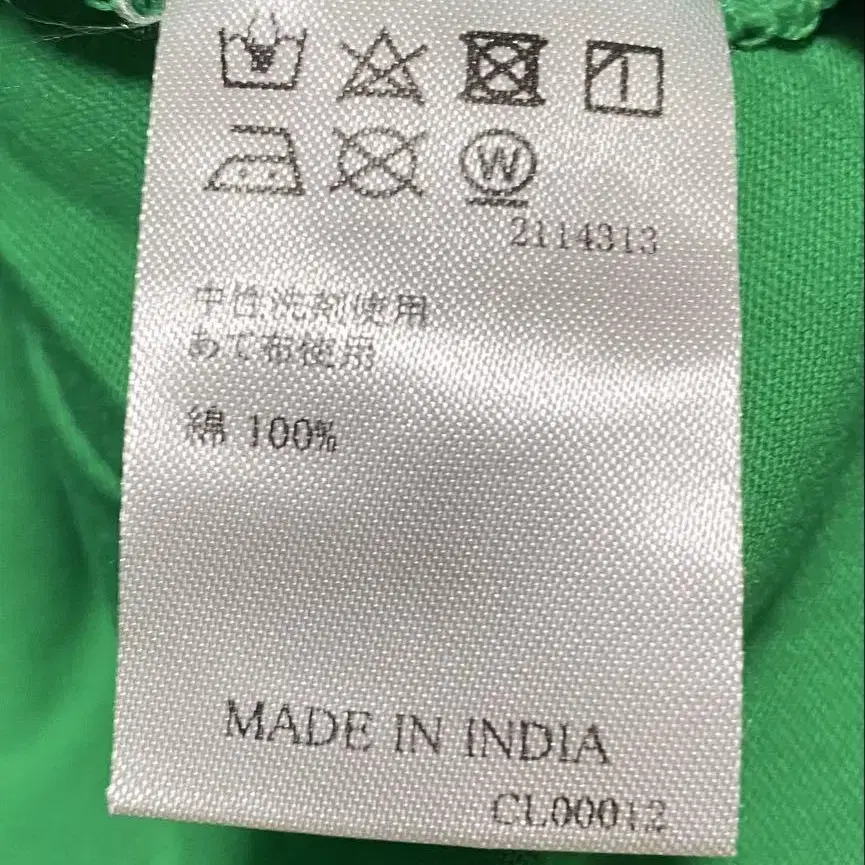 W
2114313
中性洗剤使用
あて布使用
綿 100%
MADE IN INDIA
CL00012